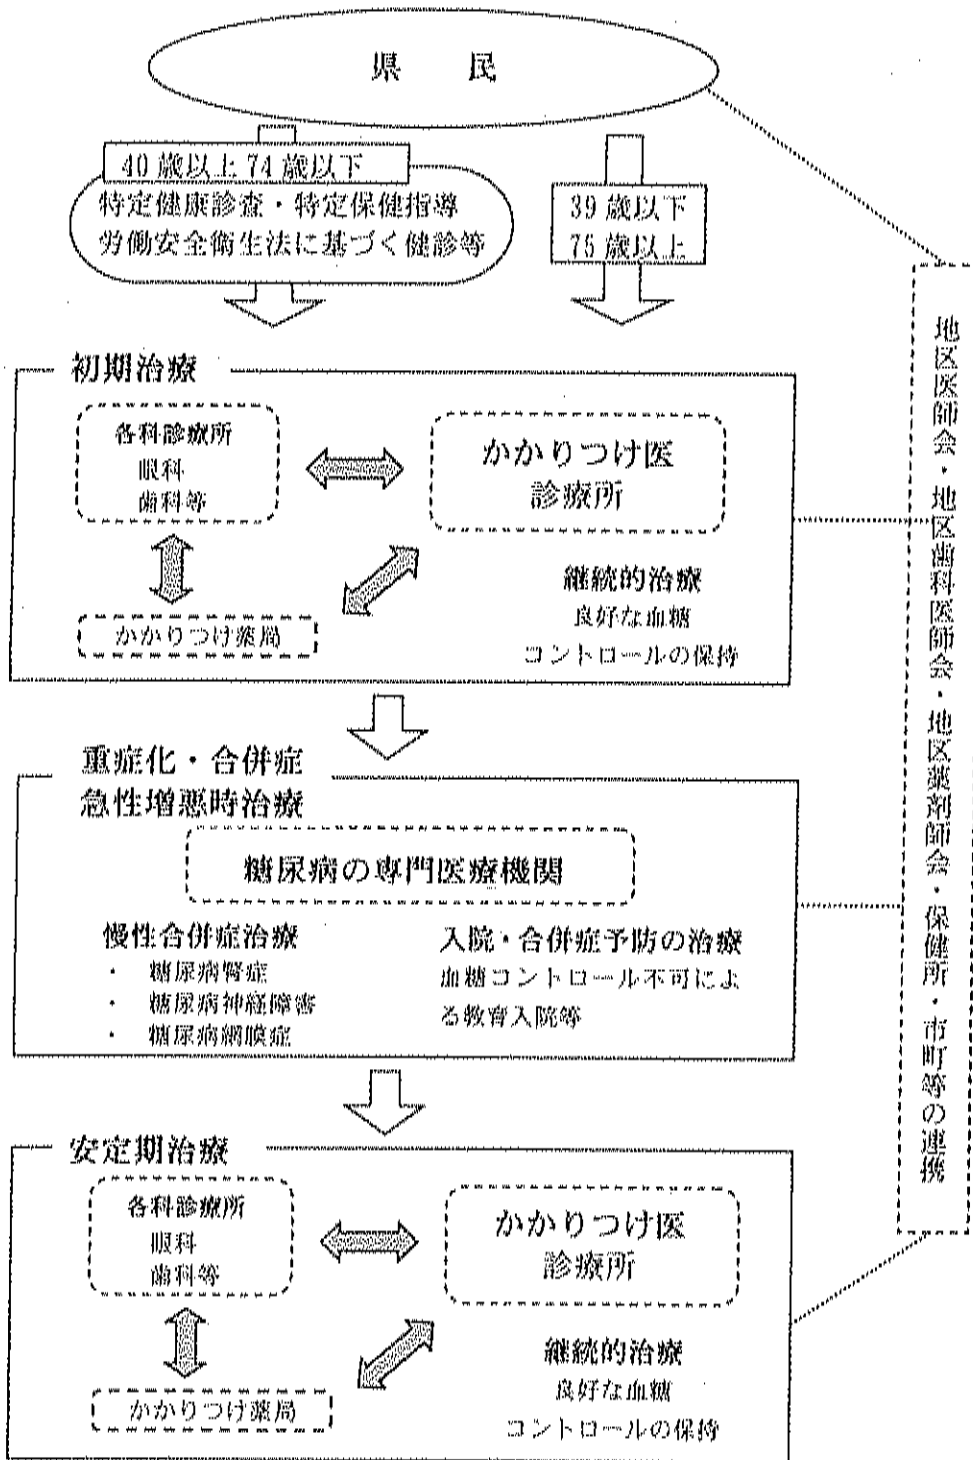 県　民
40歳以上74歳以下
特定健康診査・特定保健指導
労働安全衛生法に基づく健診等
39歳以下
75歳以上
初期治療
各科診療所
眼科
歯科等
かかりつけ医
診療所
かかりつけ薬局
継続的治療
良好な血糖
コントロールの保持
重症化・合併症
急性増悪時治療
糖尿病の専門医療機関
慢性合併症治療
・ 糖尿病腎症
・ 糖尿病神経障害
・ 糖尿病網膜症
入院・合併症予防の治療
血糖コントロール不可によ
る教育入院等
安定期治療
各科診療所
眼科
歯科等
かかりつけ医
診療所
かかりつけ薬局
継続的治療
良好な血糖
コントロールの保持
地区医師会・地区歯科医師会・地区薬剤師会・保健所・市町等の連携